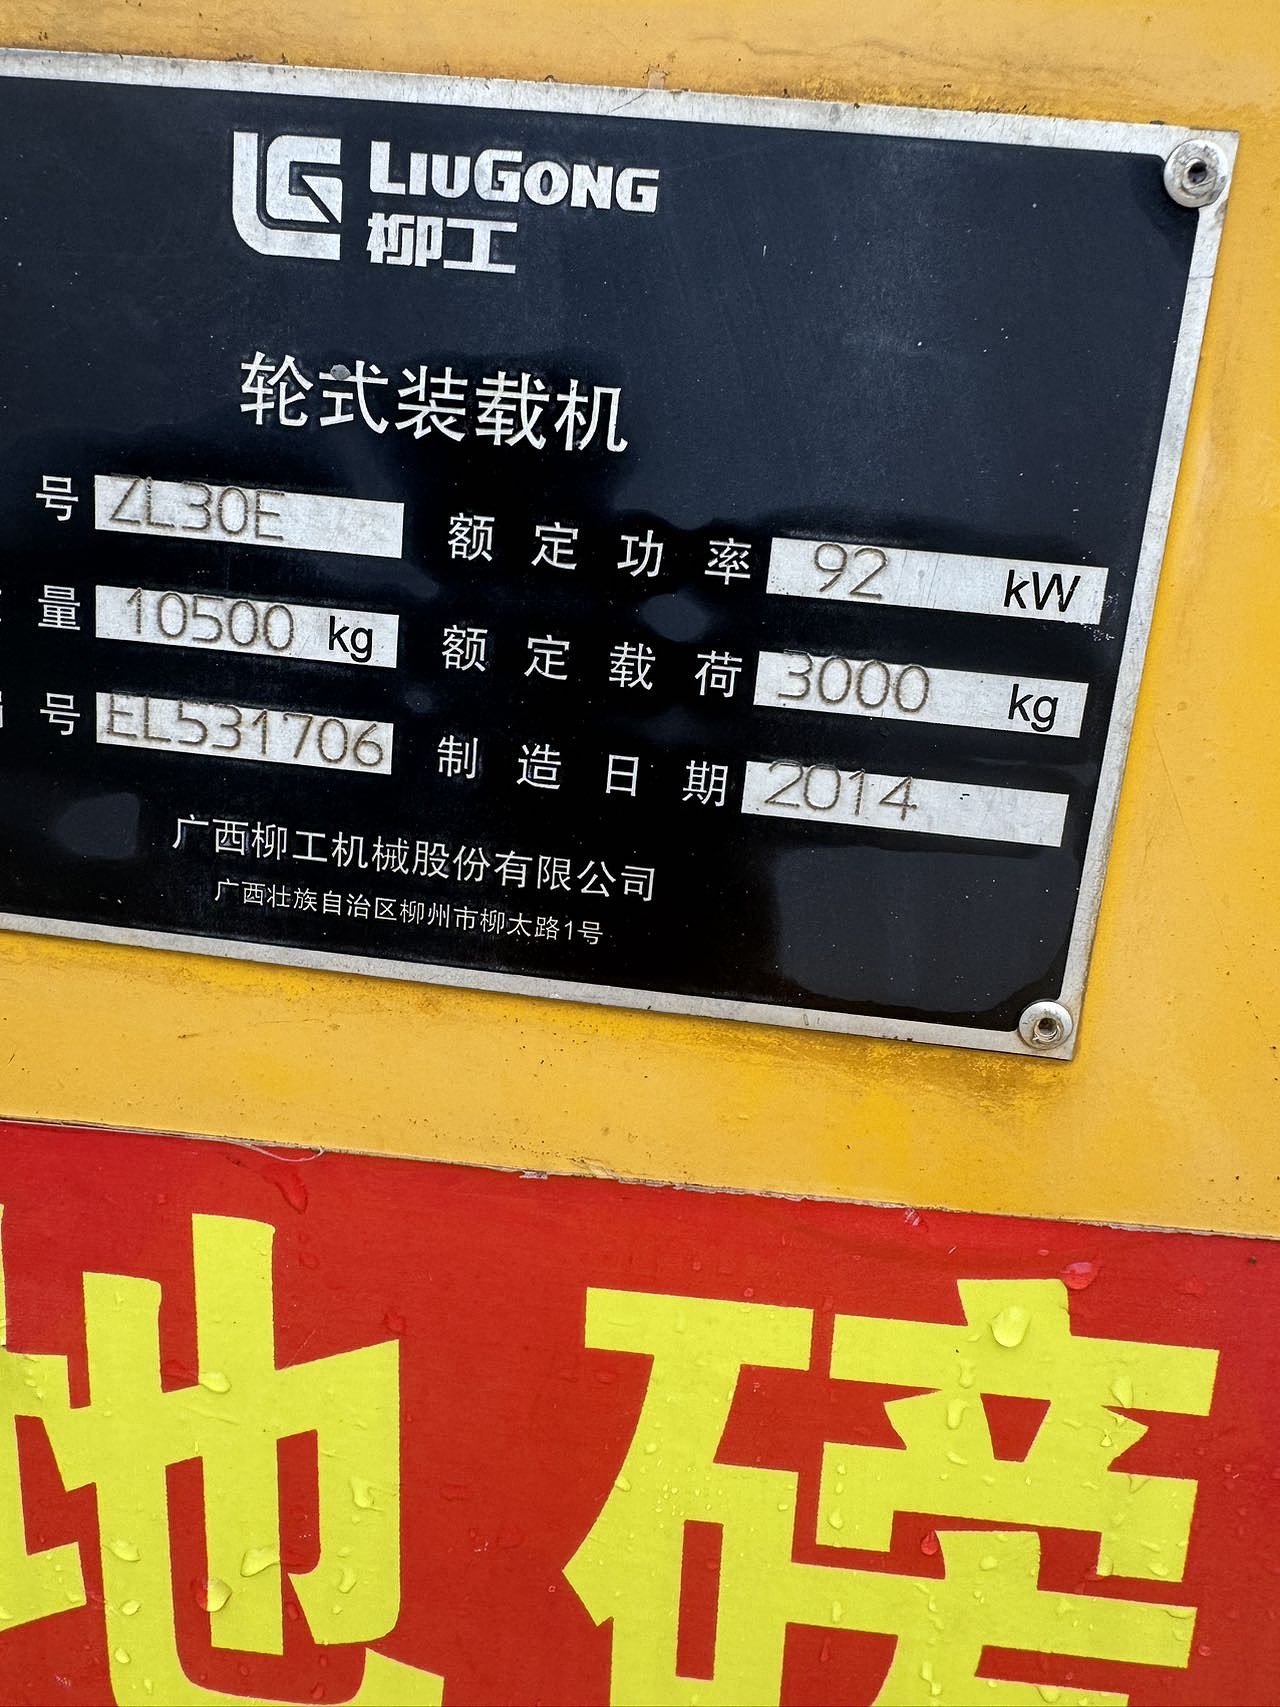 LIUGONG
柳工
轮式装载机
号 ZL30E 额定功率 92 kW
量 10500 kg 额定载荷 3000 kg
号 EL531706 制造日期 2014
广西柳工机械股份有限公司
广西壮族自治区柳州市柳太路1号
地磅